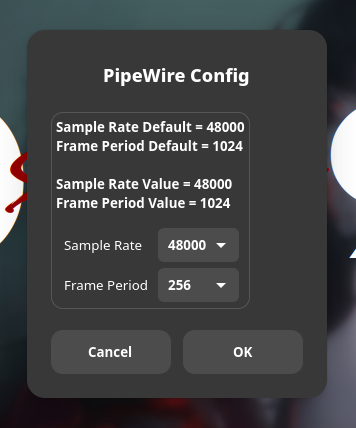 PipeWire Config
Sample Rate Default = 48000
Frame Period Default = 1024
Sample Rate Value = 48000
Frame Period Value = 1024
Sample Rate 48000
Frame Period 256
Cancel OK